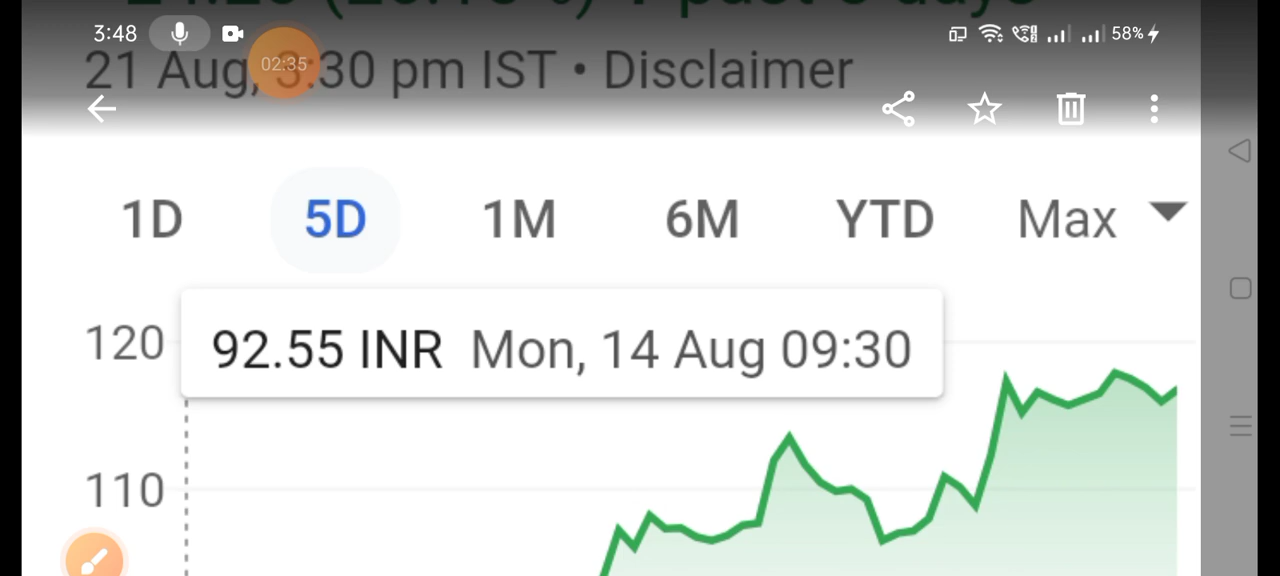 3:48
58%
02:35
21 Aug, 3:30 pm IST • Disclaimer
1D 5D 1M 6M YTD Max
92.55 INR Mon, 14 Aug 09:30
120
110